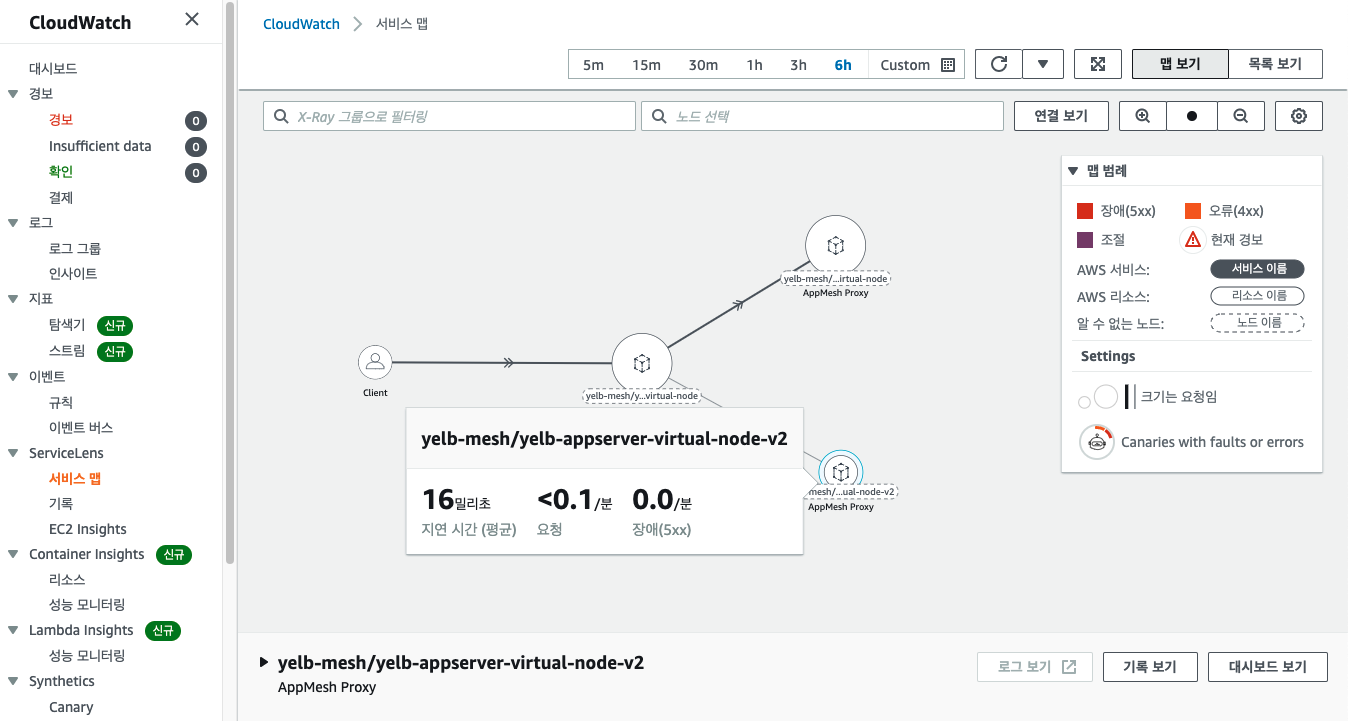 CloudWatch
대시보드
경보
경보 0
Insufficient data 0
확인 0
결제
로그
로그 그룹
인사이트
지표
탐색기 신규
스트림 신규
이벤트
규칙
이벤트 버스
ServiceLens
서비스 맵
기록
EC2 Insights
Container Insights 신규
리소스
성능 모니터링
Lambda Insights 신규
성능 모니터링
Synthetics
Canary
CloudWatch 서비스 맵
5m 15m 30m 1h 3h 6h Custom 맵 보기 목록 보기
X-Ray 그룹으로 필터링 노드 선택 연결 보기
맵 범례
장애(5xx) 오류(4xx)
조절 현재 경보
AWS 서비스: 서비스 이름
AWS 리소스: 리소스 이름
알 수 없는 노드: 노드 이름
Settings
크기는 요청임
Canaries with faults or errors
yelb-mesh/...irtual-node
AppMesh Proxy
Client
yelb-mesh/y...virtual-node
yelb-mesh/yelb-appserver-virtual-node-v2
16밀리초 <0.1/분 0.0/분
지연 시간 (평균) 요청 장애(5xx)
mesh/...ual-node-v2
AppMesh Proxy
yelb-mesh/yelb-appserver-virtual-node-v2
AppMesh Proxy
로그 보기 기록 보기 대시보드 보기